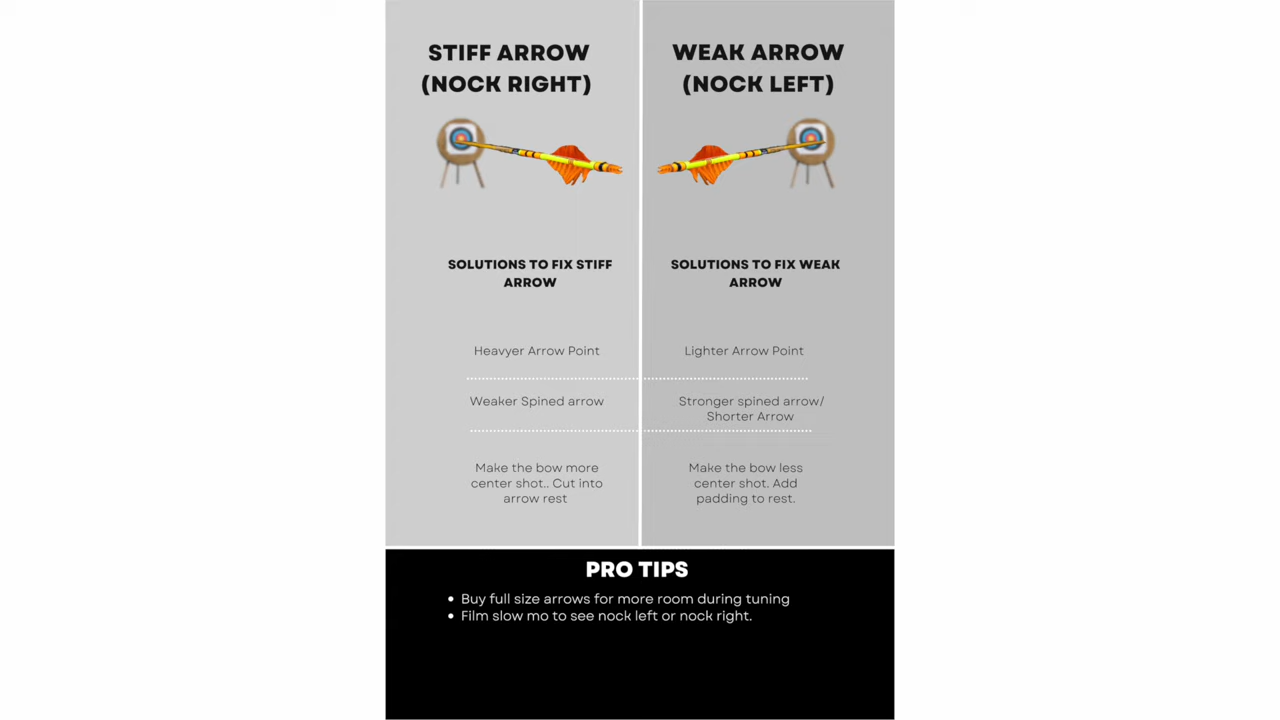 STIFF ARROW
(NOCK RIGHT)
SOLUTIONS TO FIX STIFF
ARROW
Heavyer Arrow Point
Weaker Spined arrow
Make the bow more
center shot.. Cut into
arrow rest
WEAK ARROW
(NOCK LEFT)
SOLUTIONS TO FIX WEAK
ARROW
Lighter Arrow Point
Stronger spined arrow/
Shorter Arrow
Make the bow less
center shot. Add
padding to rest.
PRO TIPS
• Buy full size arrows for more room during tuning
• Film slow mo to see nock left or nock right.